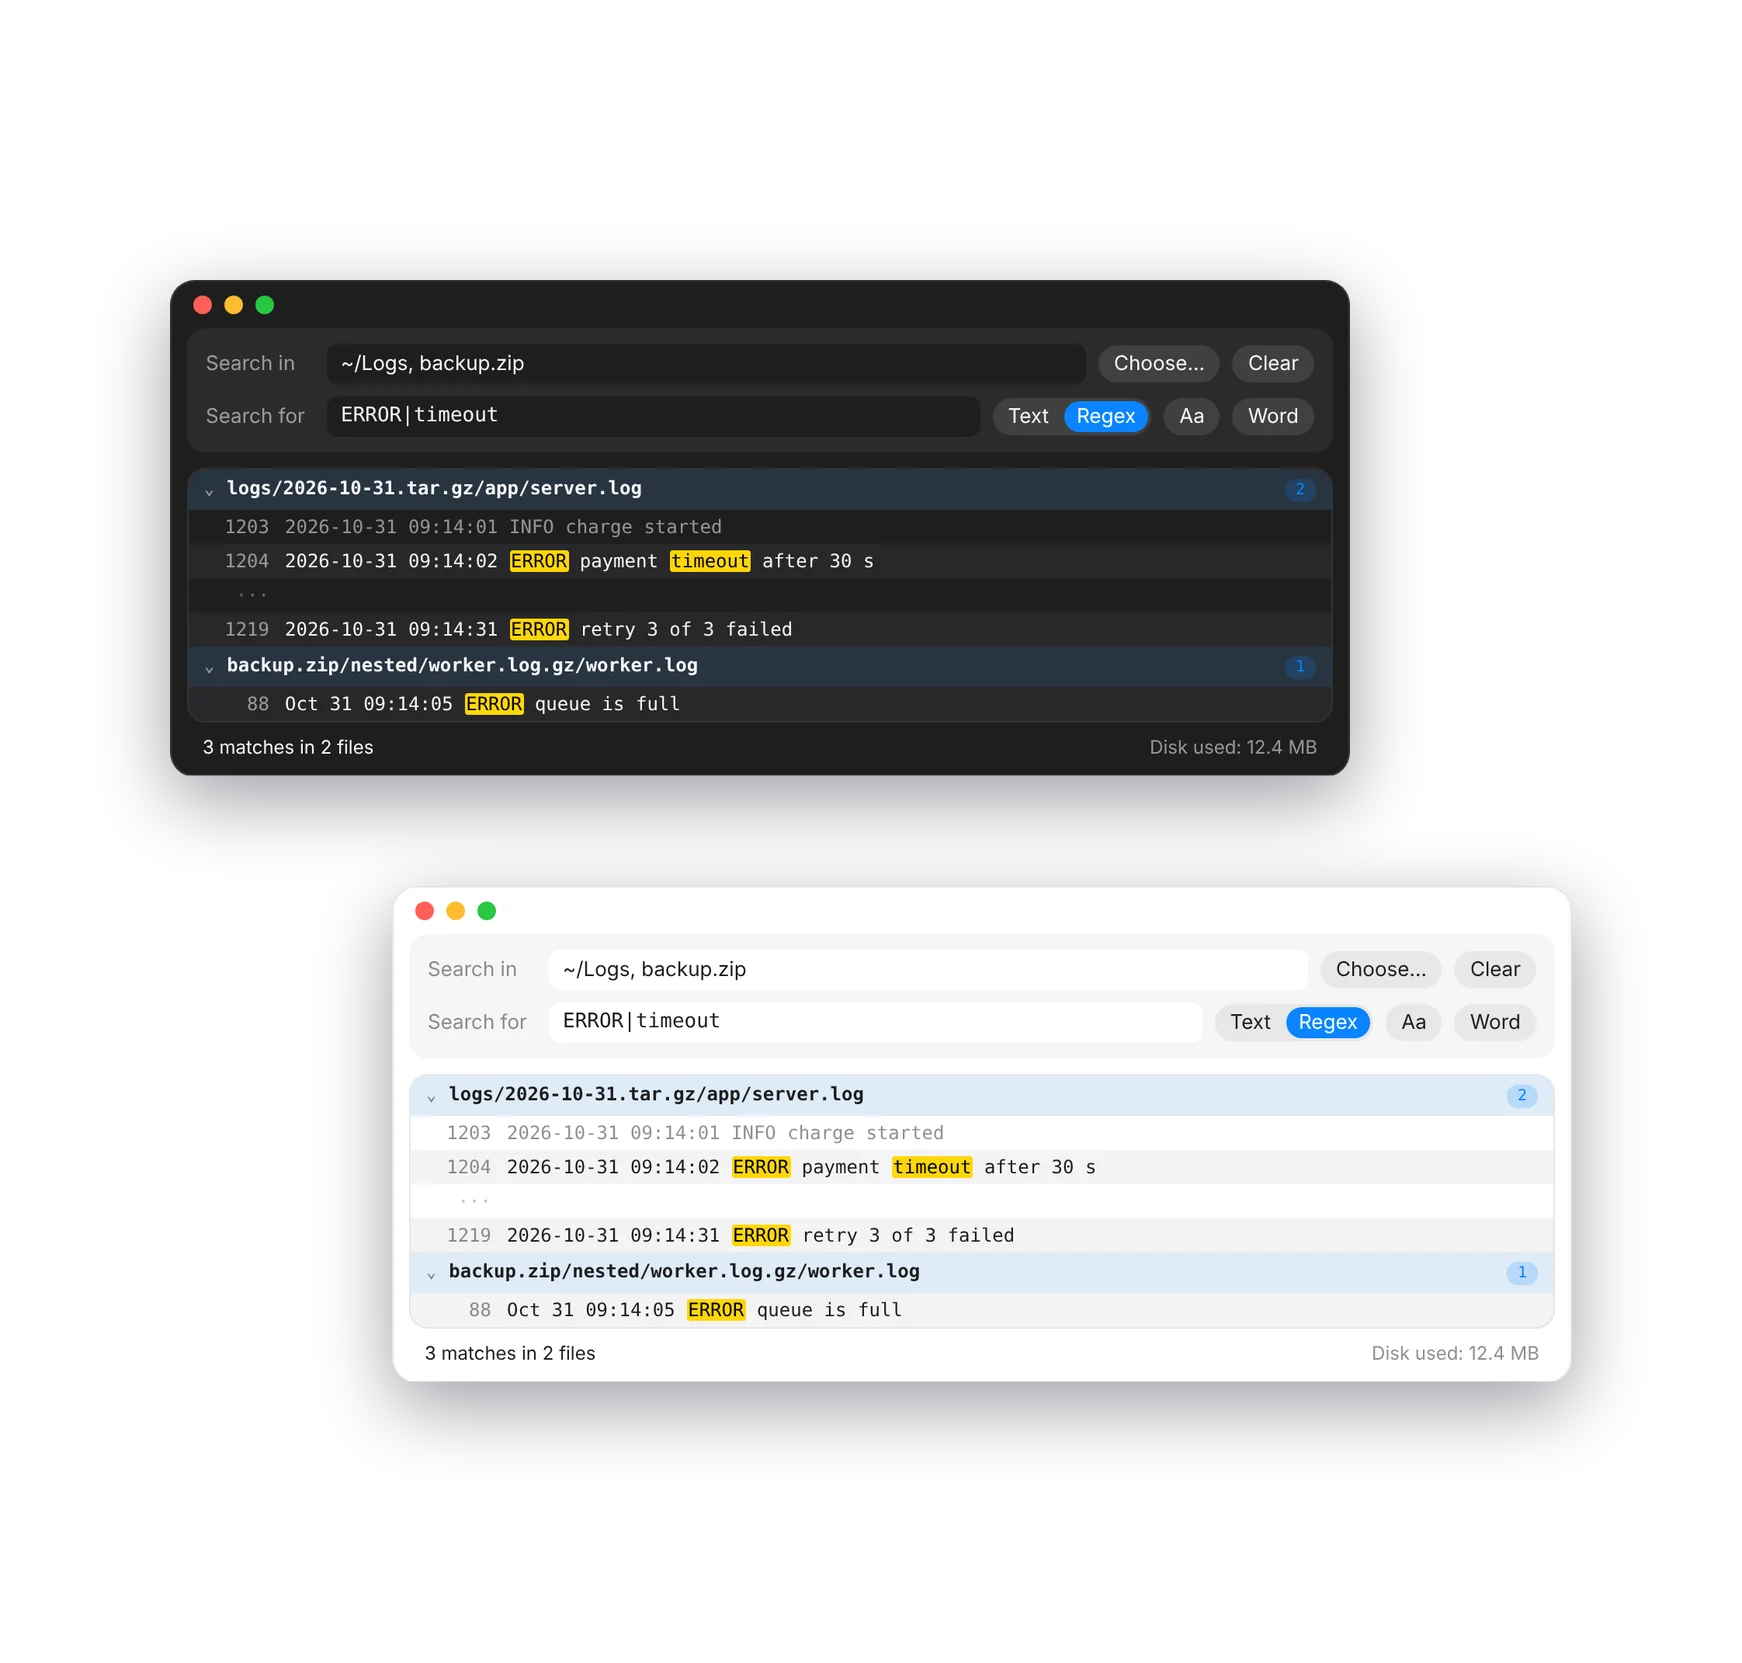 Search in ~/Logs, backup.zip Choose... Clear
Search for ERROR|timeout Text Regex Aa Word
logs/2026-10-31.tar.gz/app/server.log 2
1203 2026-10-31 09:14:01 INFO charge started
1204 2026-10-31 09:14:02 ERROR payment timeout after 30 s
...
1219 2026-10-31 09:14:31 ERROR retry 3 of 3 failed
backup.zip/nested/worker.log.gz/worker.log 1
88 Oct 31 09:14:05 ERROR queue is full
3 matches in 2 files Disk used: 12.4 MB
Search in ~/Logs, backup.zip Choose... Clear
Search for ERROR|timeout Text Regex Aa Word
logs/2026-10-31.tar.gz/app/server.log 2
1203 2026-10-31 09:14:01 INFO charge started
1204 2026-10-31 09:14:02 ERROR payment timeout after 30 s
...
1219 2026-10-31 09:14:31 ERROR retry 3 of 3 failed
backup.zip/nested/worker.log.gz/worker.log 1
88 Oct 31 09:14:05 ERROR queue is full
3 matches in 2 files Disk used: 12.4 MB